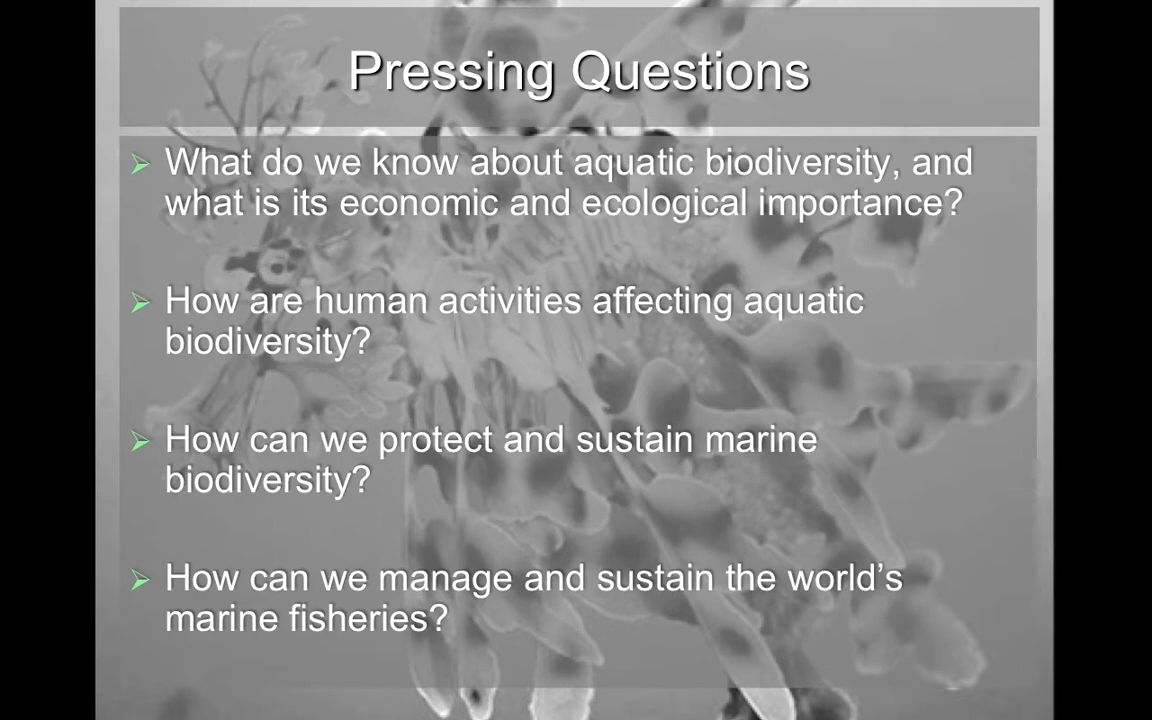 Pressing Questions
What do we know about aquatic biodiversity, and
what is its economic and ecological importance?
How are human activities affecting aquatic
biodiversity?
How can we protect and sustain marine
biodiversity?
How can we manage and sustain the world’s
marine fisheries?